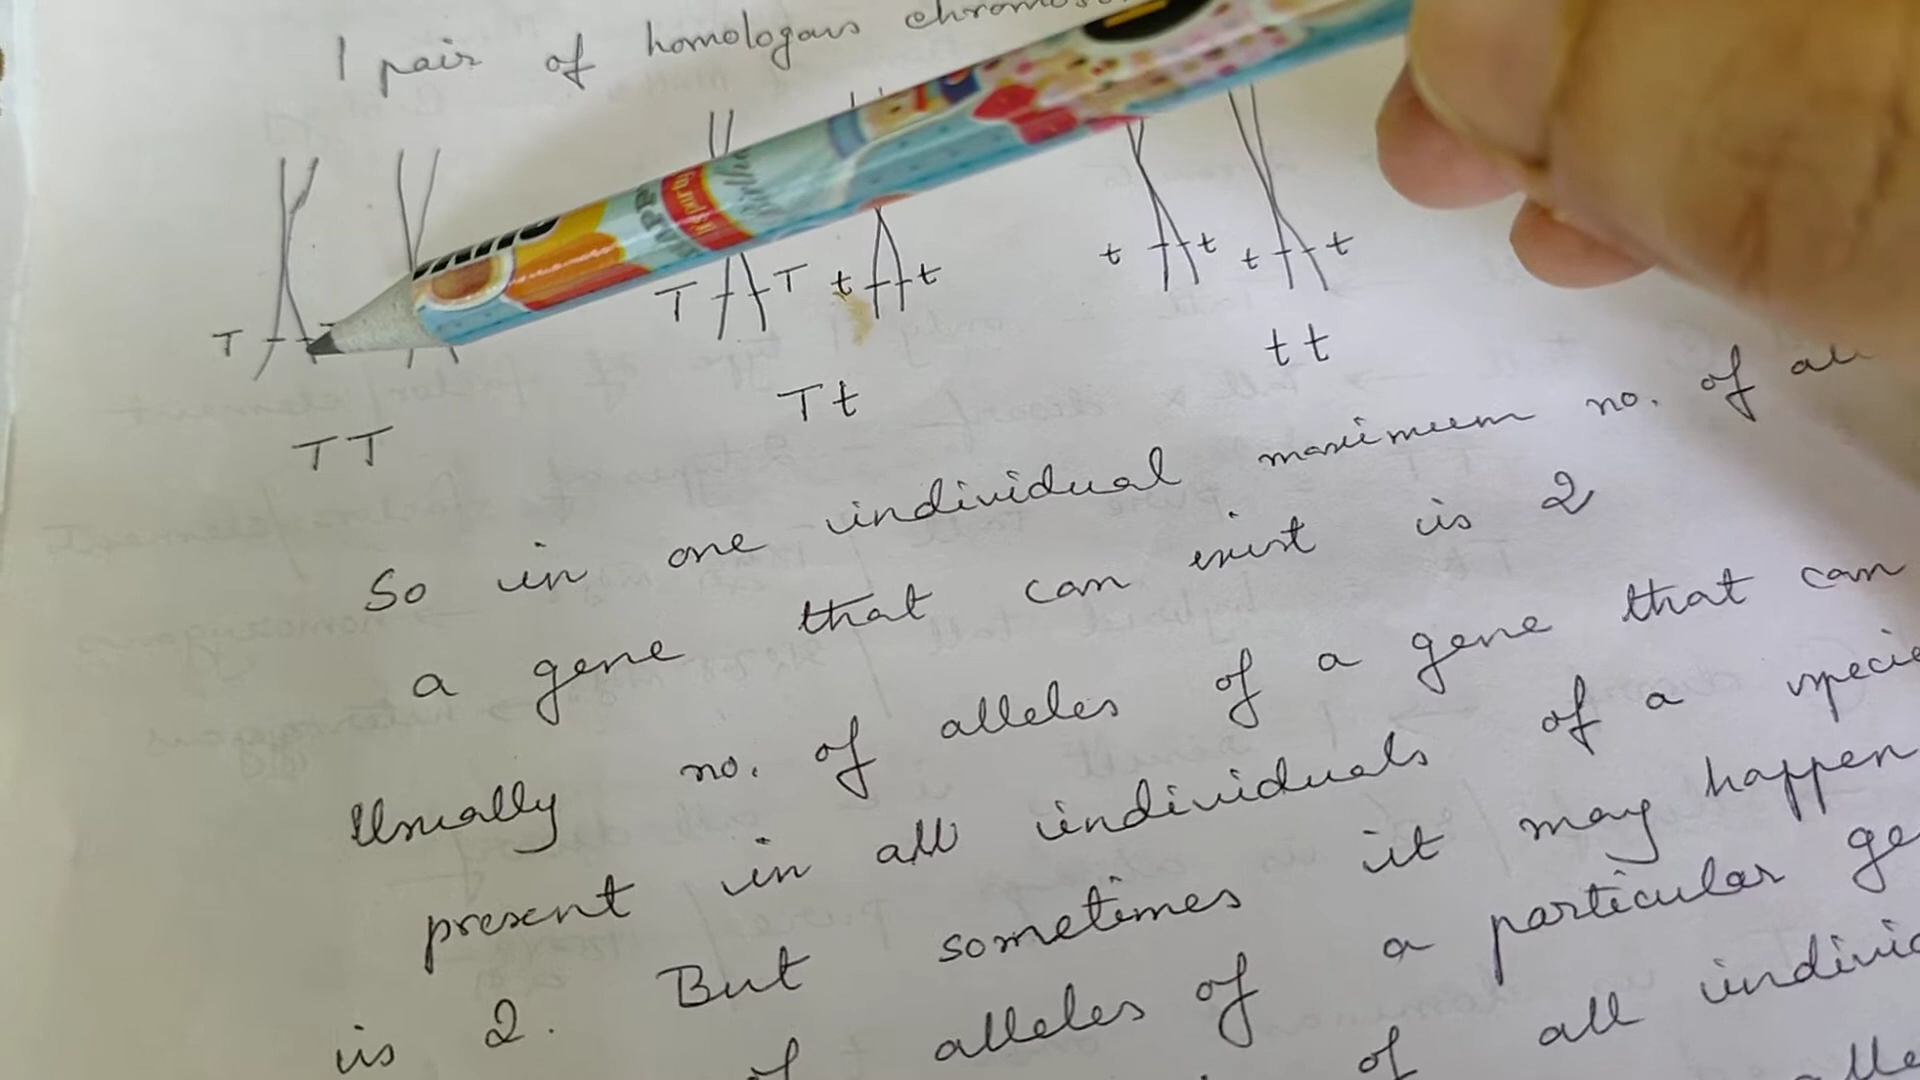 1 pair of homologous
T T t t t t t t
T
T T
T t
t t
So in one individual maximum no. of
a gene that can exist is 2
Usually no. of alleles of a gene that can
present in all individuals of a
is 2. But sometimes it may happen
of alleles of a particular
of all